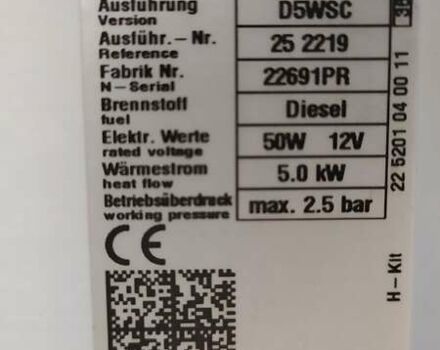 Ausführung D5WSC
Version
Ausführ.-Nr. 25 2219
Reference
Fabrik Nr. 22691PR
N-Serial
Brennstoff Diesel
fuel
Elektr. Werte 50W 12V
rated voltage
Wärmestrom 5.0 kW
heat flow
Betriebsüberdruck max. 2.5 bar
working pressure
CE
22 5201 04 00 11
H-Kit